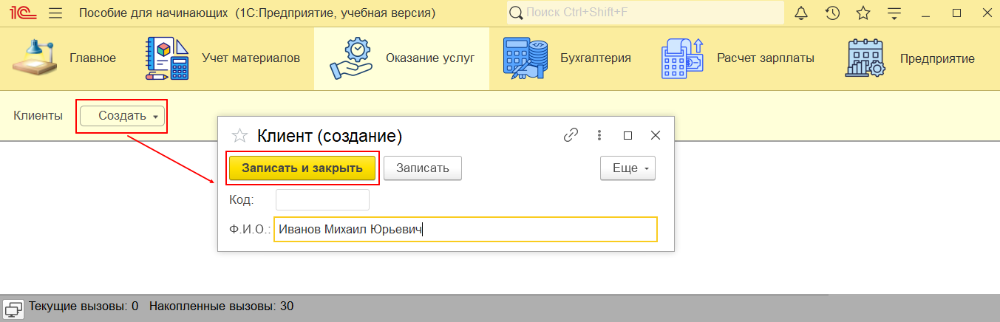 1С Пособие для начинающих (1С:Предприятие, учебная версия) Поиск Ctrl+Shift+F
Главное Учет материалов Оказание услуг Бухгалтерия Расчет зарплаты Предприятие
Клиенты Создать
Клиент (создание)
Записать и закрыть Записать Еще
Код:
Ф.И.О.: Иванов Михаил Юрьевич
Текущие вызовы: 0 Накопленные вызовы: 30